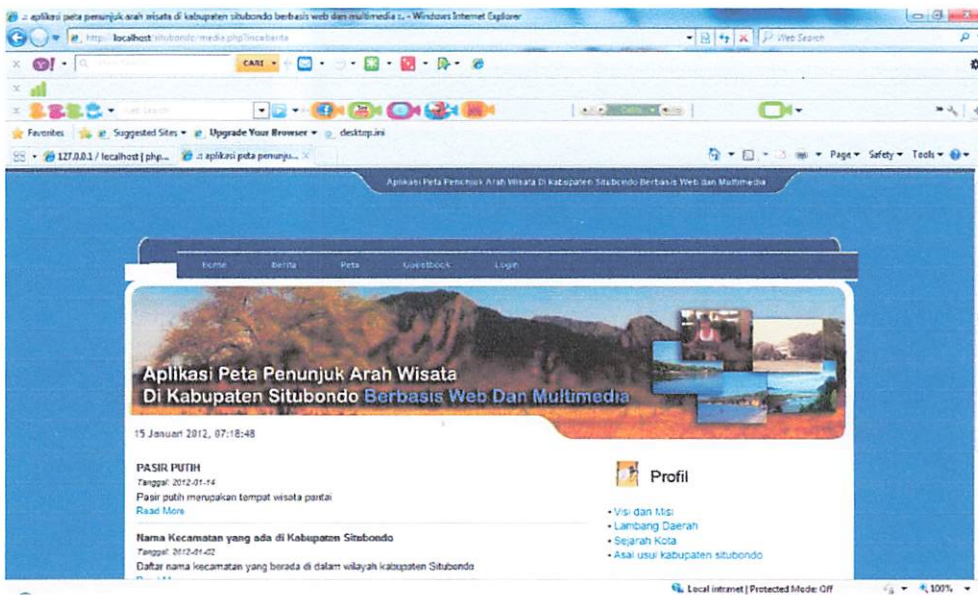 .: aplikasi peta penunjuk arah wisata di kabupaten situbondo berbasis web dan multimedia :. - Windows Internet Explorer
http://localhost/situbondo/media.php?
Web Search
CARI
Favorites Suggested Sites Upgrade Your Browser desktop.ini
127.0.0.1 / localhost | php... .: aplikasi peta penunju... Page Safety Tools
Aplikasi Peta Penunjuk Arah Wisata Di Kabupaten Situbondo Berbasis Web dan Multimedia
Home Berita Peta Guestbook Login
Aplikasi Peta Penunjuk Arah Wisata
Di Kabupaten Situbondo Berbasis Web Dan Multimedia
15 Januari 2012, 07:18:48
PASIR PUTIH
Tanggal: 2012-01-14
Pasir putih merupakan tempat wisata pantai
Read More
Nama Kecamatan yang ada di Kabupaten Situbondo
Tanggal: 2012-01-02
Daftar nama kecamatan yang berada di dalam wilayah kabupaten Situbondo
Profil
• Visi dan Misi
• Lambang Daerah
• Sejarah Kota
• Asal usul kabupaten situbondo
Local intranet | Protected Mode: Off 100%